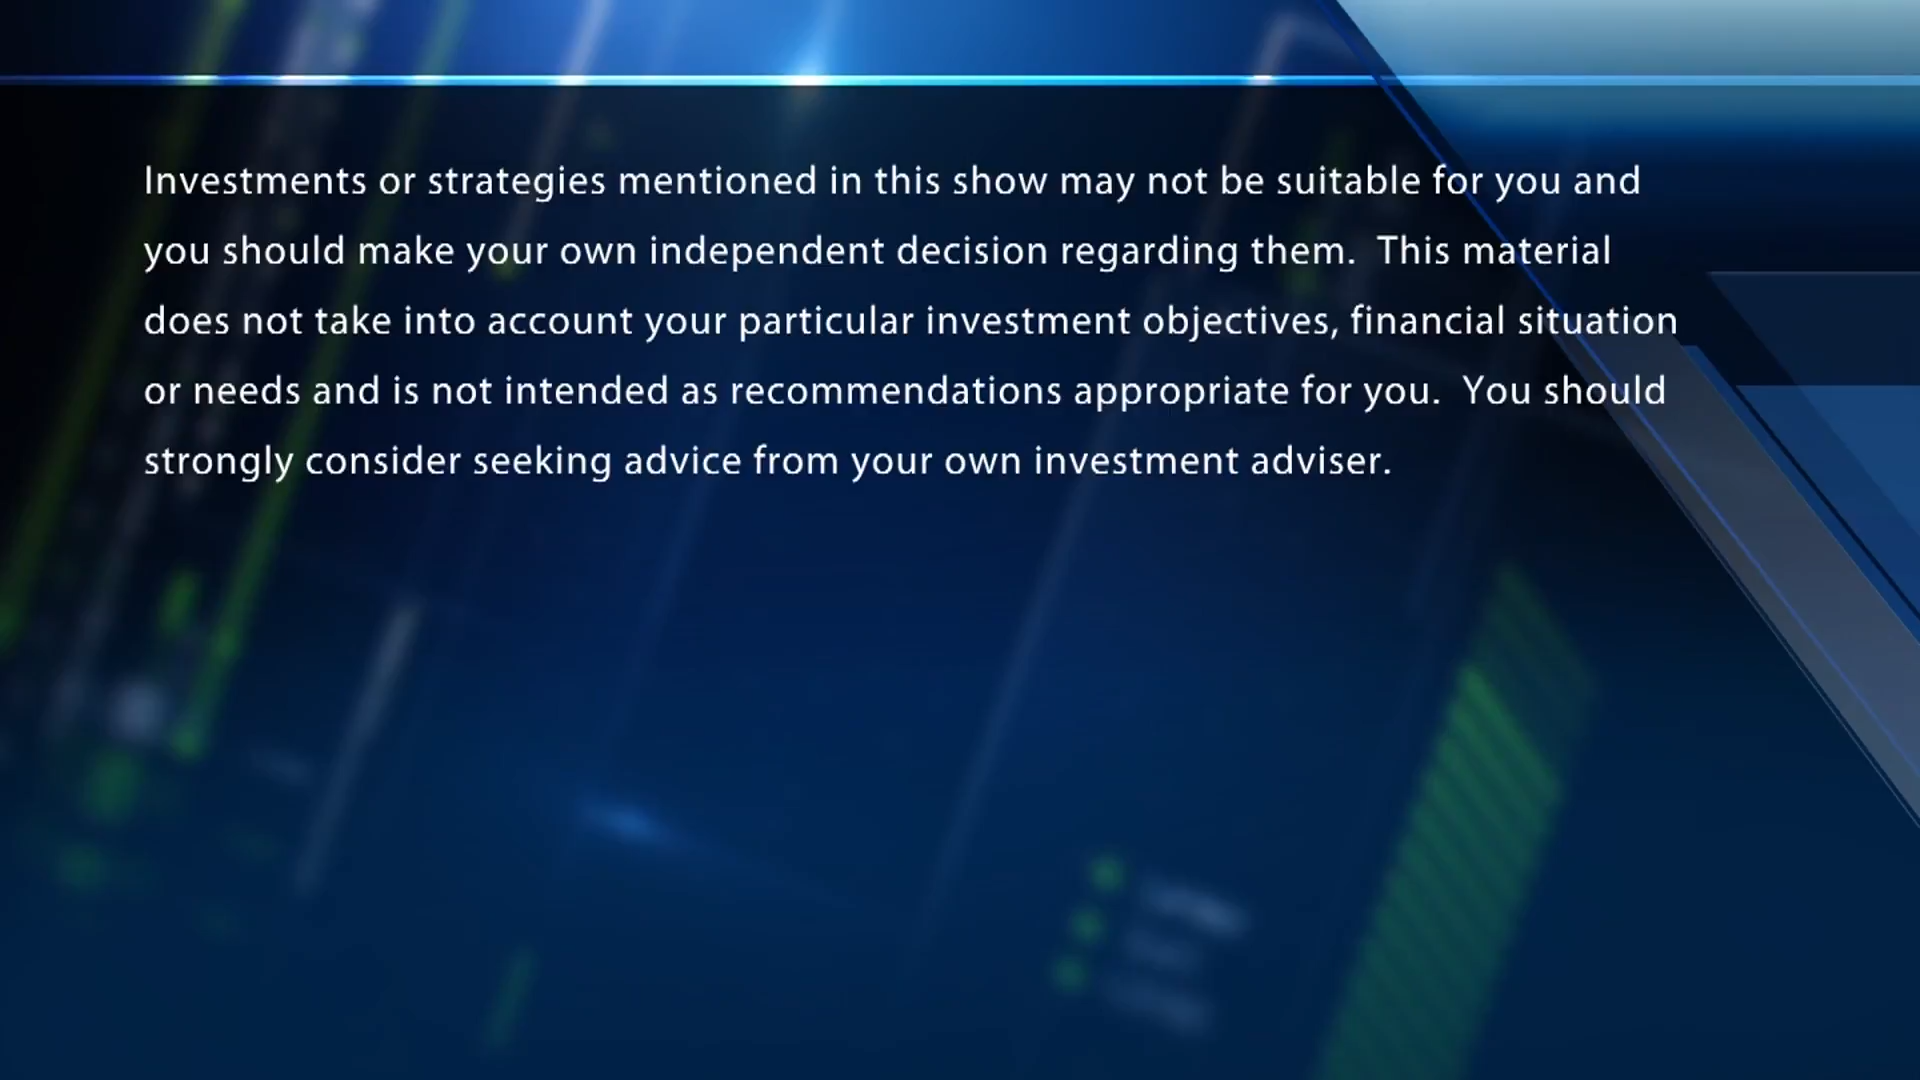 Investments or strategies mentioned in this show may not be suitable for you and
you should make your own independent decision regarding them.  This material
does not take into account your particular investment objectives, financial situation
or needs and is not intended as recommendations appropriate for you.  You should
strongly consider seeking advice from your own investment adviser.